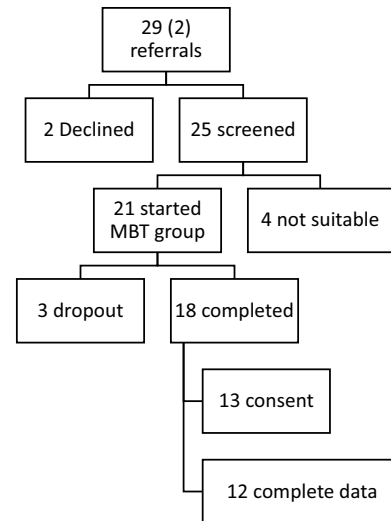 29 (2)
referrals
2 Declined
25 screened
21 started
MBT group
4 not suitable
3 dropout
18 completed
13 consent
12 complete data